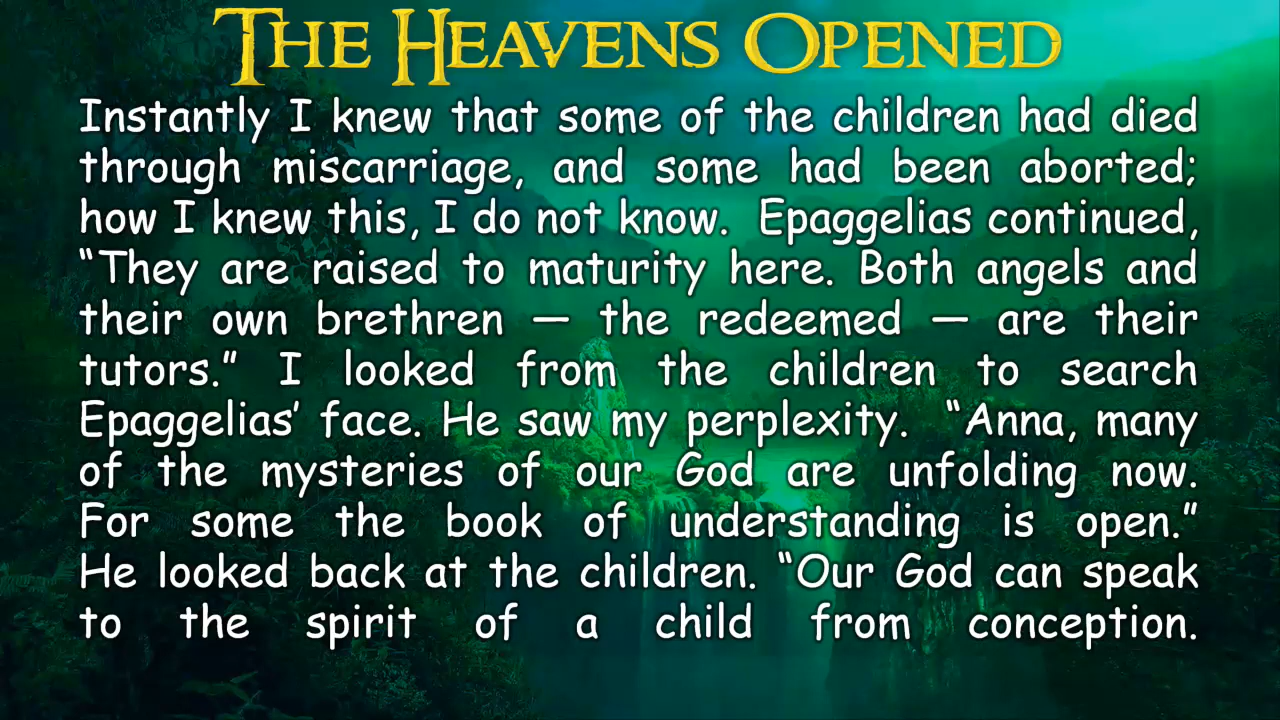 THE HEAVENS OPENED
Instantly I knew that some of the children had died
through miscarriage, and some had been aborted;
how I knew this, I do not know.  Epaggelias continued,
“They are raised to maturity here. Both angels and
their own brethren — the redeemed — are their
tutors.” I looked from the children to search
Epaggelias’ face. He saw my perplexity.  “Anna, many
of the mysteries of our God are unfolding now.
For some the book of understanding is open.”
He looked back at the children. “Our God can speak
to the spirit of a child from conception.